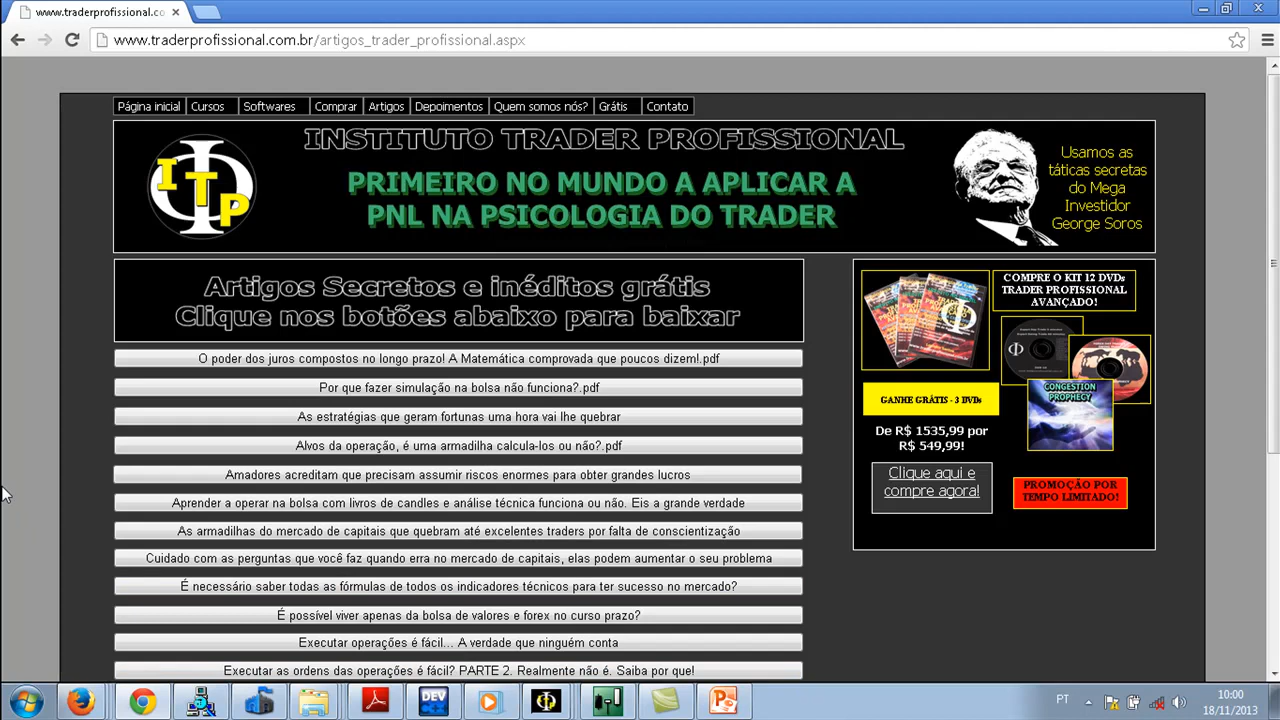 www.traderprofissional.co
www.traderprofissional.com.br/artigos_trader_profissional.aspx
Página inicial Cursos Softwares Comprar Artigos Depoimentos Quem somos nós? Grátis Contato
ITP
INSTITUTO TRADER PROFISSIONAL
PRIMEIRO NO MUNDO A APLICAR A
PNL NA PSICOLOGIA DO TRADER
Usamos as
táticas secretas
do Mega
Investidor
George Soros
Artigos Secretos e inéditos grátis
Clique nos botões abaixo para baixar
O poder dos juros compostos no longo prazo! A Matemática comprovada que poucos dizem!.pdf
Por que fazer simulação na bolsa não funciona?.pdf
As estratégias que geram fortunas uma hora vai lhe quebrar
Alvos da operação, é uma armadilha calcula-los ou não?.pdf
Amadores acreditam que precisam assumir riscos enormes para obter grandes lucros
Aprender a operar na bolsa com livros de candles e análise técnica funciona ou não. Eis a grande verdade
As armadilhas do mercado de capitais que quebram até excelentes traders por falta de conscientização
Cuidado com as perguntas que você faz quando erra no mercado de capitais, elas podem aumentar o seu problema
É necessário saber todas as fórmulas de todos os indicadores técnicos para ter sucesso no mercado?
É possível viver apenas da bolsa de valores e forex no curso prazo?
Executar operações é fácil... A verdade que ninguém conta
Executar as ordens das operações é fácil? PARTE 2. Realmente não é. Saiba por que!
COMPRE O KIT 12 DVDs
TRADER PROFISSIONAL
AVANÇADO!
CONGESTION
PROPHECY
GANHE GRÁTIS - 3 DVDs
De R$ 1535,99 por
R$ 549,99!
Clique aqui e
compre agora!
PROMOÇÃO POR
TEMPO LIMITADO!
DEV
PT
10:00
18/11/2013